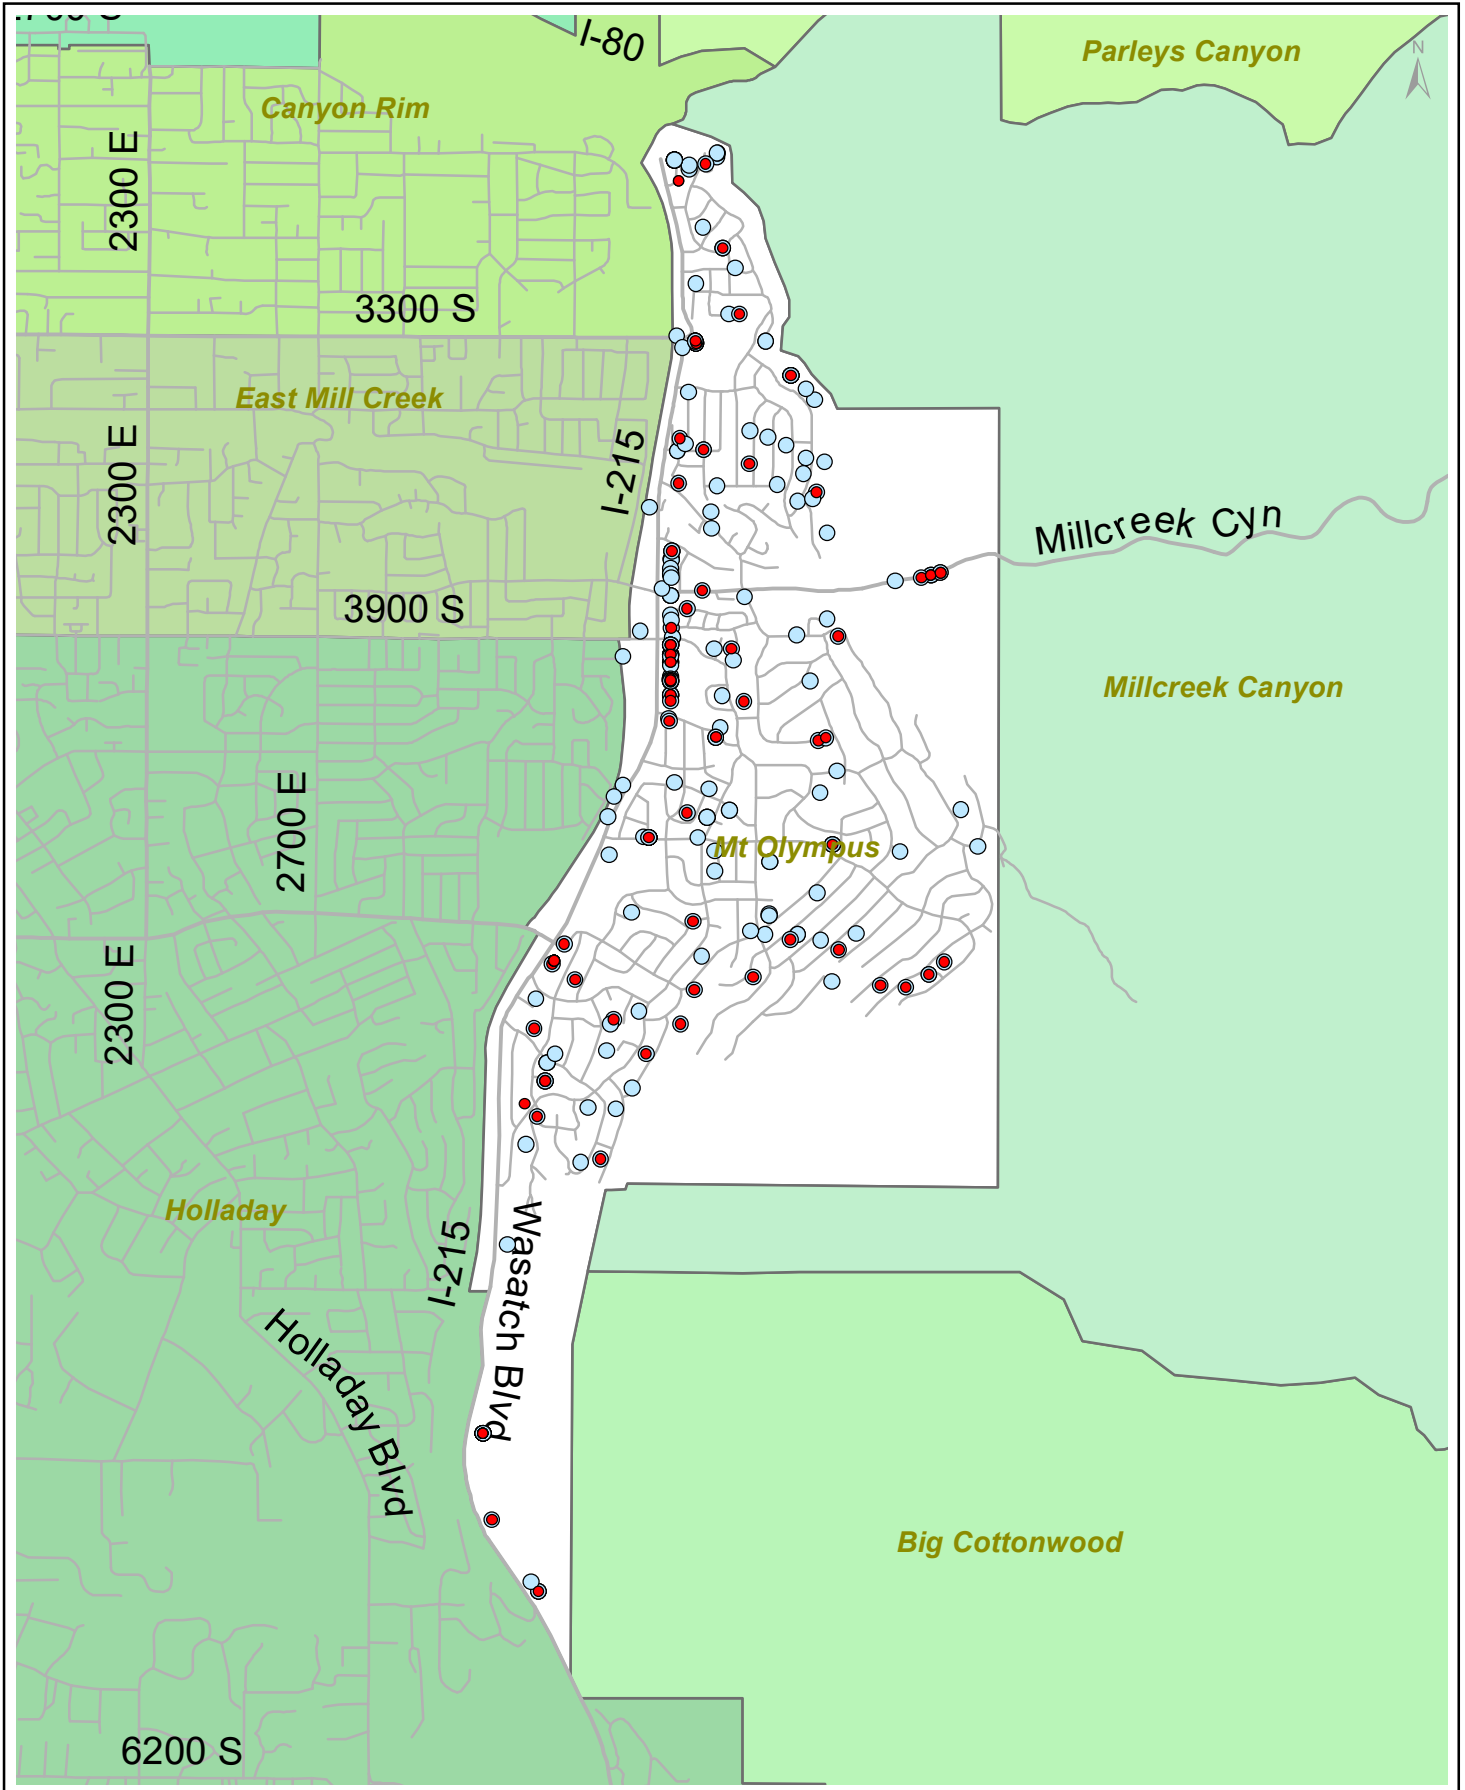 I-80
Parleys Canyon
N
Canyon Rim
2300 E
3300 S
East Mill Creek
2300 E
I-215
Millcreek Cyn
3900 S
Millcreek Canyon
2700 E
Mt Olympus
2300 E
Holladay
I-215
Wasatch Blvd
Holladay Blvd
Big Cottonwood
6200 S